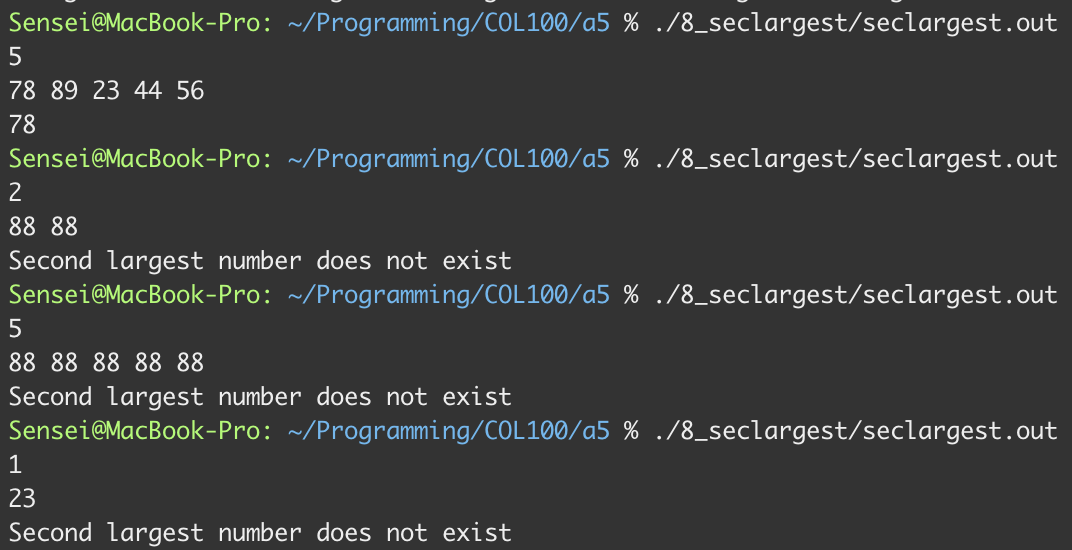 Sensei@MacBook-Pro: ~/Programming/COL100/a5 % ./8_seclargest/seclargest.out
5
78 89 23 44 56
78
Sensei@MacBook-Pro: ~/Programming/COL100/a5 % ./8_seclargest/seclargest.out
2
88 88
Second largest number does not exist
Sensei@MacBook-Pro: ~/Programming/COL100/a5 % ./8_seclargest/seclargest.out
5
88 88 88 88 88
Second largest number does not exist
Sensei@MacBook-Pro: ~/Programming/COL100/a5 % ./8_seclargest/seclargest.out
1
23
Second largest number does not exist